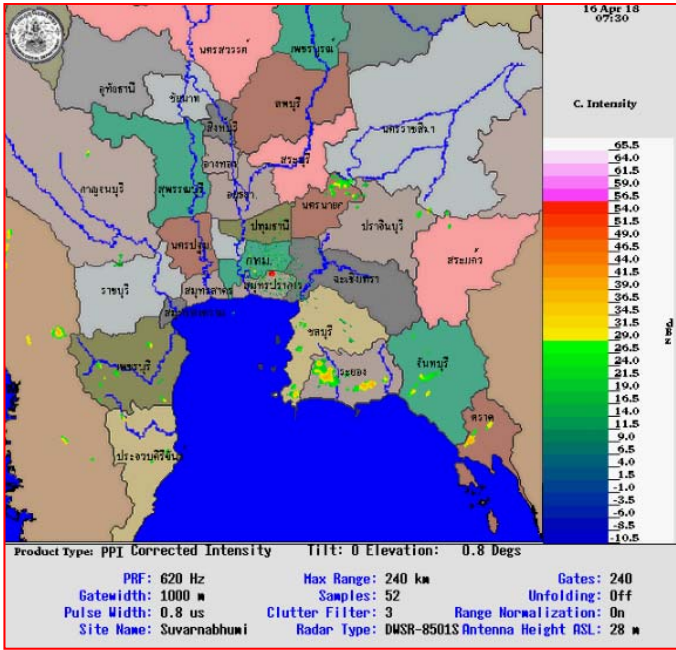 16 Apr 18
07:30
C. Intensity
65.5
64.0
61.5
59.0
56.5
54.0
51.5
49.0
46.5
44.0
41.5
39.0
36.5
34.0
31.5
29.0
26.5
24.0
21.5
19.0
16.5
14.0
11.5
9.0
6.5
4.0
1.5
-1.0
-3.5
-6.0
-8.5
-10.5
นครสวรรค์
เพชรบูรณ์
อุทัยธานี
ชัยนาท
ลพบุรี
สิงห์บุรี
นครราชสีมา
อ่างทอง
สระบุรี
กาญจนบุรี
สุพรรณบุรี
อยุธยา
นครนายก
ปราจีนบุรี
ปทุมธานี
นครปฐม
กทม.
สระแก้ว
ราชบุรี
สมุทรสาคร
สมุทรปราการ
ฉะเชิงเทรา
สมุทรสงคราม
ชลบุรี
เพชรบุรี
ระยอง
จันทบุรี
ตราด
ประจวบคีรีขันธ์
Product Type: PPI Corrected Intensity Tilt: 0 Elevation: 0.8 Degs
PRF: 620 Hz Max Range: 240 km Gates: 240
Gatewidth: 1000 m Samples: 52 Unfolding: Off
Pulse Width: 0.8 us Clutter Filter: 3 Range Normalization: On
Site Name: Suvarnabhumi Radar Type: DWSR-8501S Antenna Height ASL: 28 m